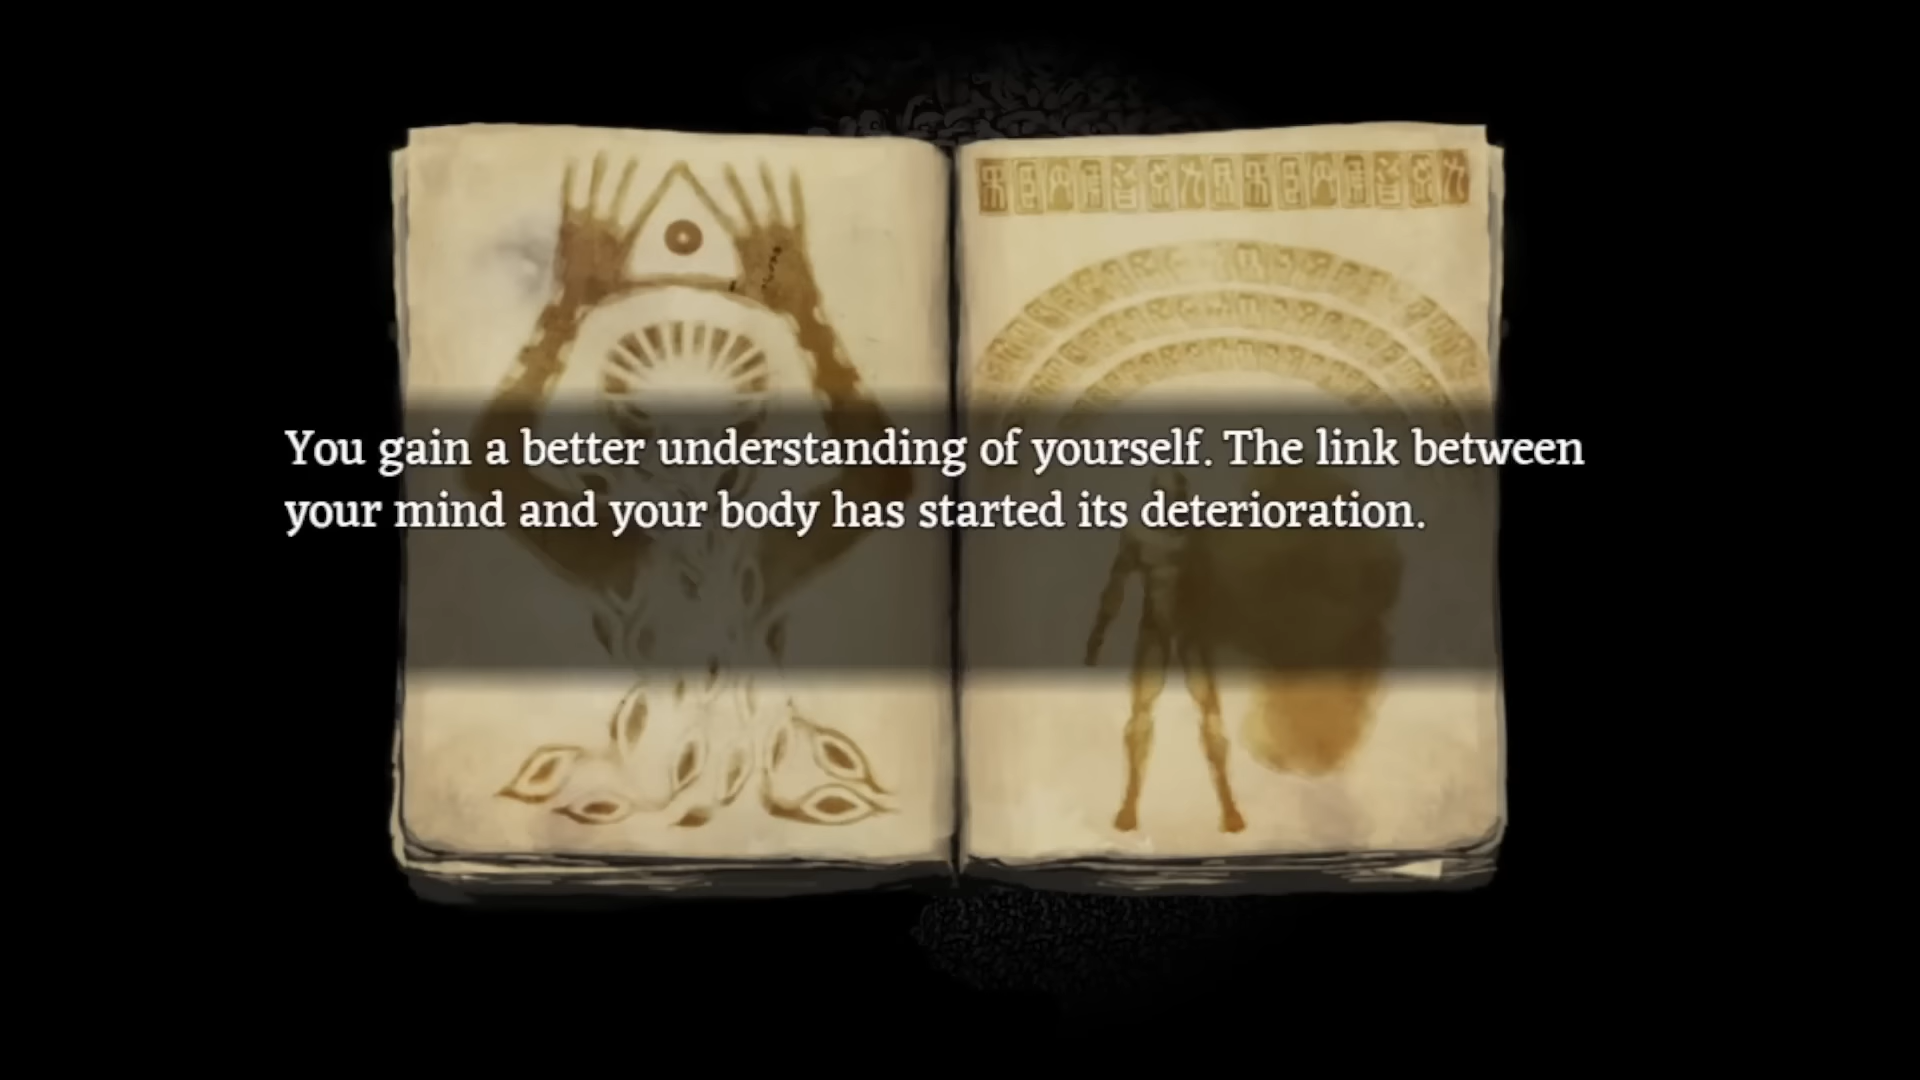 You gain a better understanding of yourself. The link between
your mind and your body has started its deterioration.